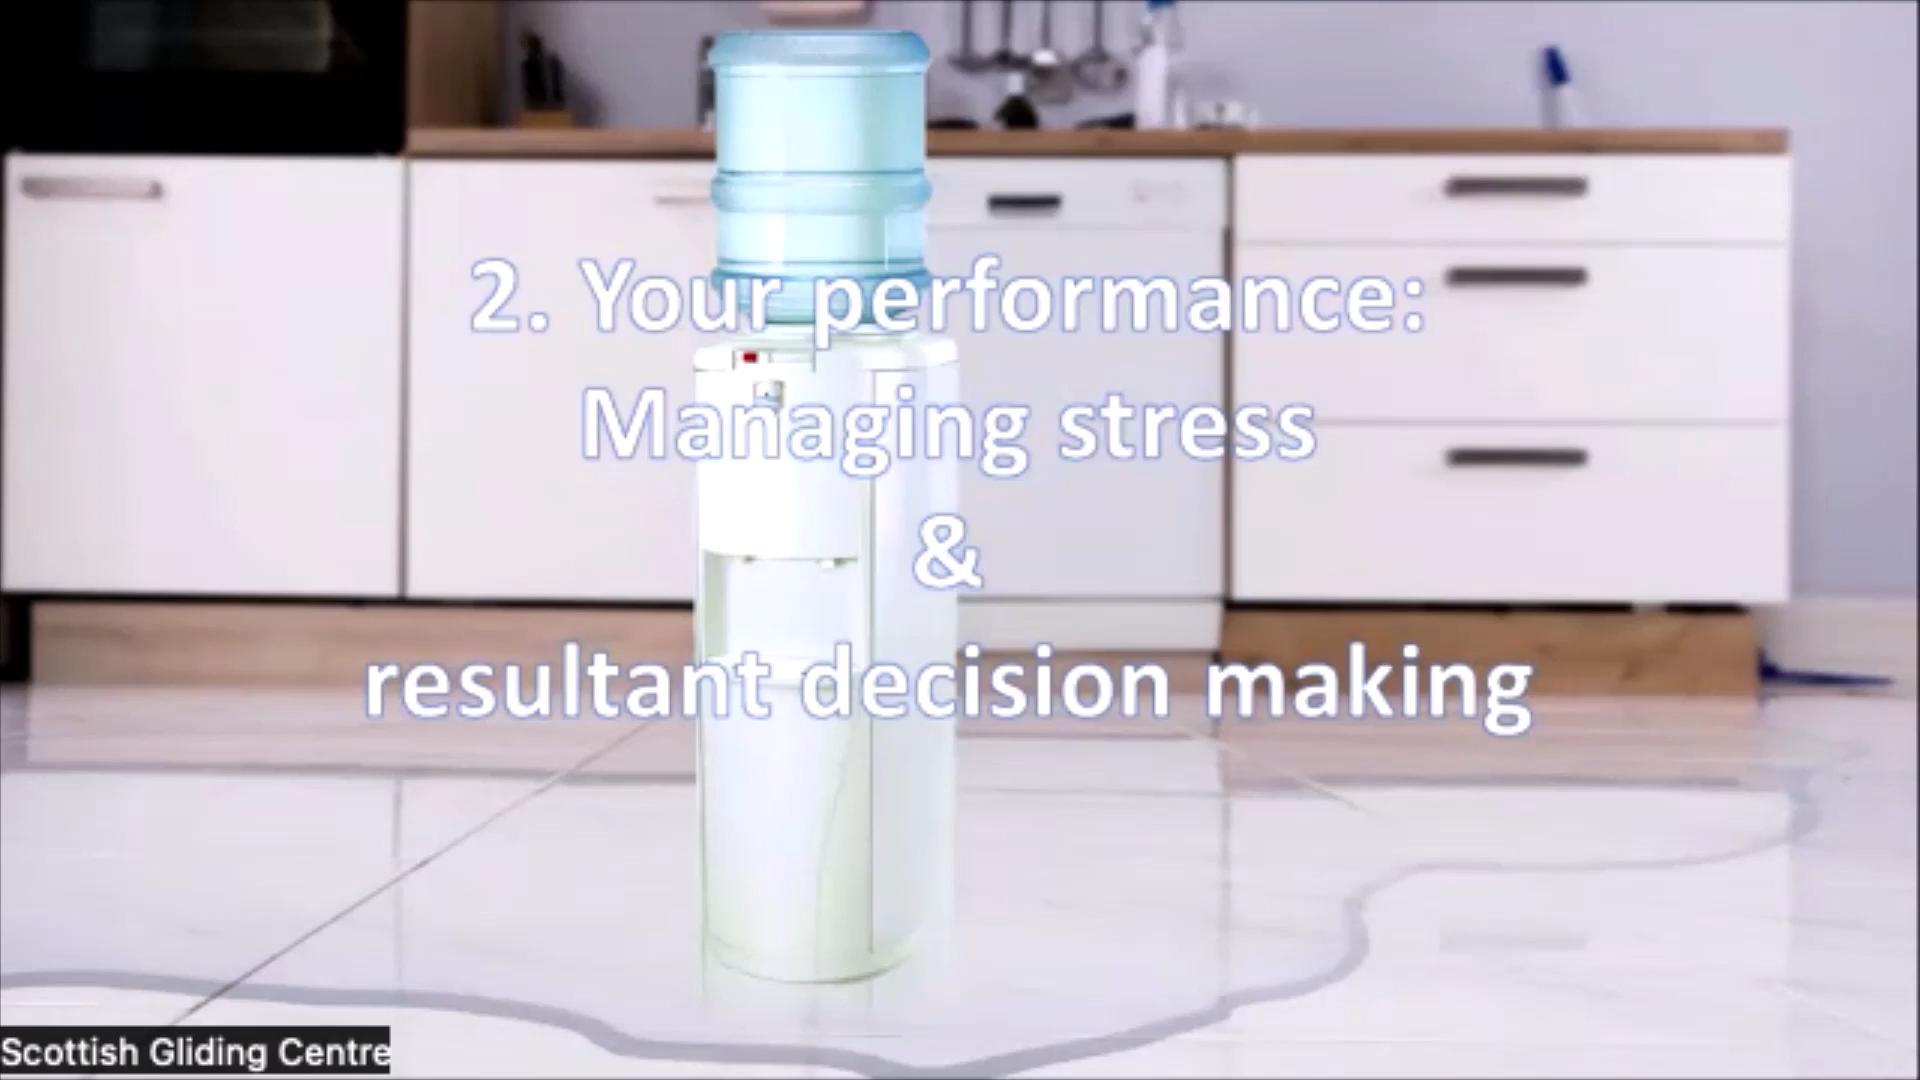 2. Your performance:
Managing stress
&
resultant decision making
Scottish Gliding Centre